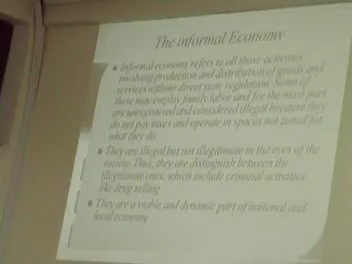 The informal Economy
Informal economy refers to all those activities
involving production and distribution of goods and
services without direct state regulation. Some of
these may employ family labor and for the most part
are unregistered and considered illegal because they
do not pay taxes and operate in spaces not zoned for
what they do.
They are illegal but not illegitimate in the eyes of the
society. Thus, they are distinguish between the
illegitimate ones, which include criminal activities
like drug selling
They are a viable and dynamic part of national and
local economy